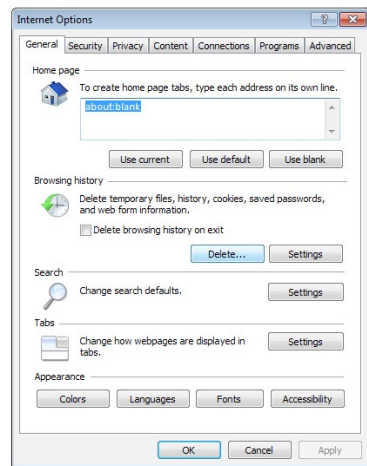 Internet Options
General Security Privacy Content Connections Programs Advanced
Home page
To create home page tabs, type each address on its own line.
about:blank
Use current Use default Use blank
Browsing history
Delete temporary files, history, cookies, saved passwords,
and web form information.
Delete browsing history on exit
Delete... Settings
Search
Change search defaults. Settings
Tabs
Change how webpages are displayed in
tabs.
Settings
Appearance
Colors Languages Fonts Accessibility
OK Cancel Apply